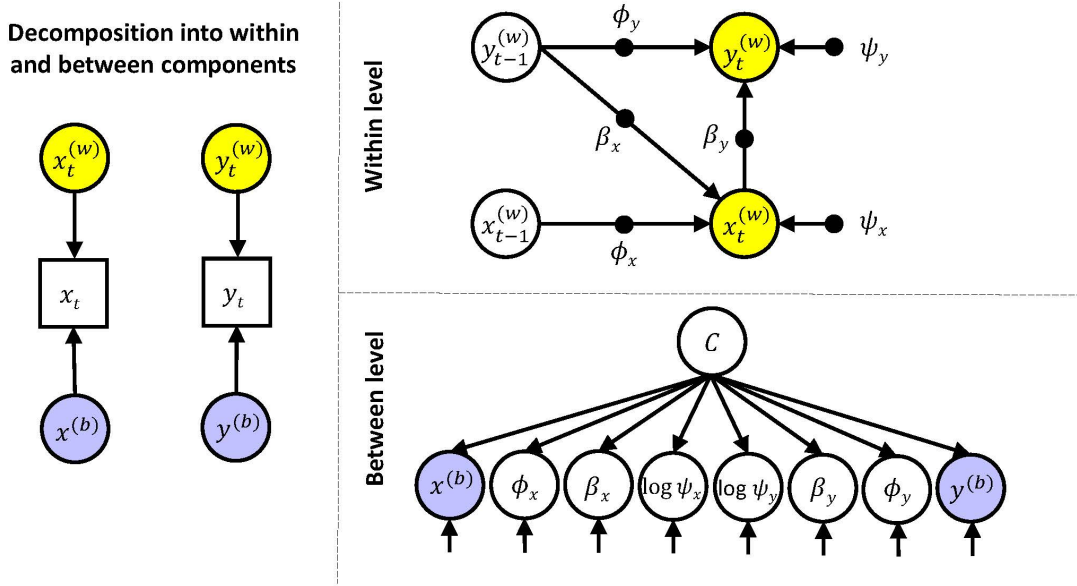 Decomposition into within
and between components
x_t^{(w)} y_t^{(w)}
x_t y_t
x^{(b)} y^{(b)}
Within level
ϕ_y
y_{t-1}^{(w)} y_t^{(w)} ψ_y
β_x β_y
x_{t-1}^{(w)} x_t^{(w)} ψ_x
ϕ_x
Between level
C
x^{(b)} ϕ_x β_x log ψ_x log ψ_y β_y ϕ_y y^{(b)}